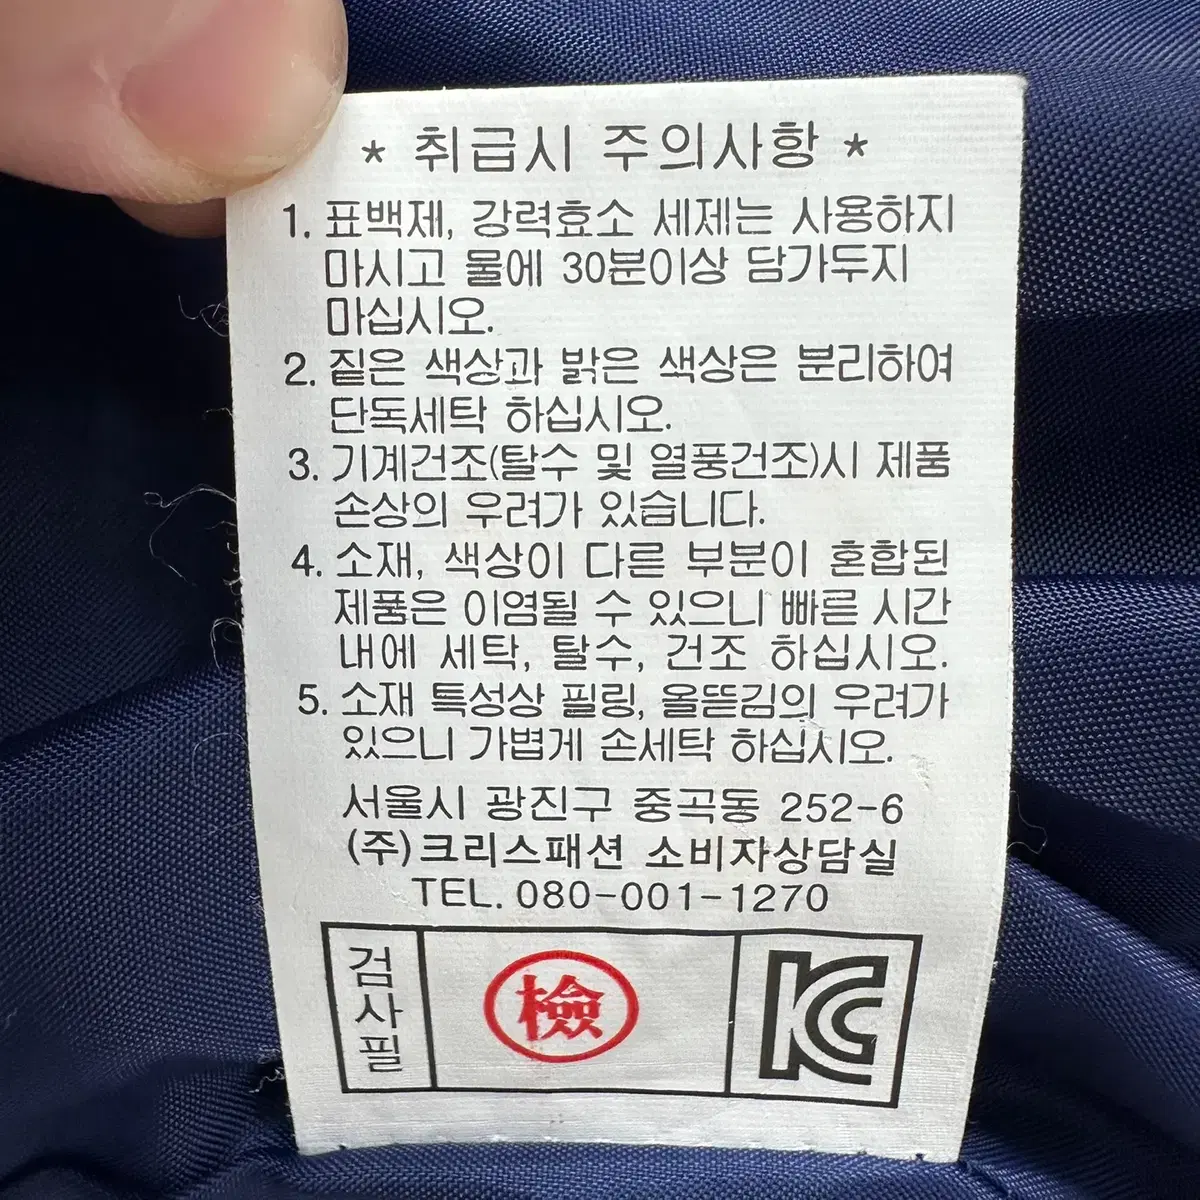 * 취급시 주의사항 *
1. 표백제, 강력효소 세제는 사용하지
마시고 물에 30분이상 담가두지
마십시오.
2. 짙은 색상과 밝은 색상은 분리하여
단독세탁 하십시오.
3. 기계건조(탈수 및 열풍건조)시 제품
손상의 우려가 있습니다.
4. 소재, 색상이 다른 부분이 혼합된
제품은 이염될 수 있으니 빠른 시간
내에 세탁, 탈수, 건조 하십시오.
5. 소재 특성상 필링, 올뜯김의 우려가
있으니 가볍게 손세탁 하십시오.
서울시 광진구 중곡동 252-6
(주)크리스패션 소비자상담실
TEL. 080-001-1270
검사필
檢
KC